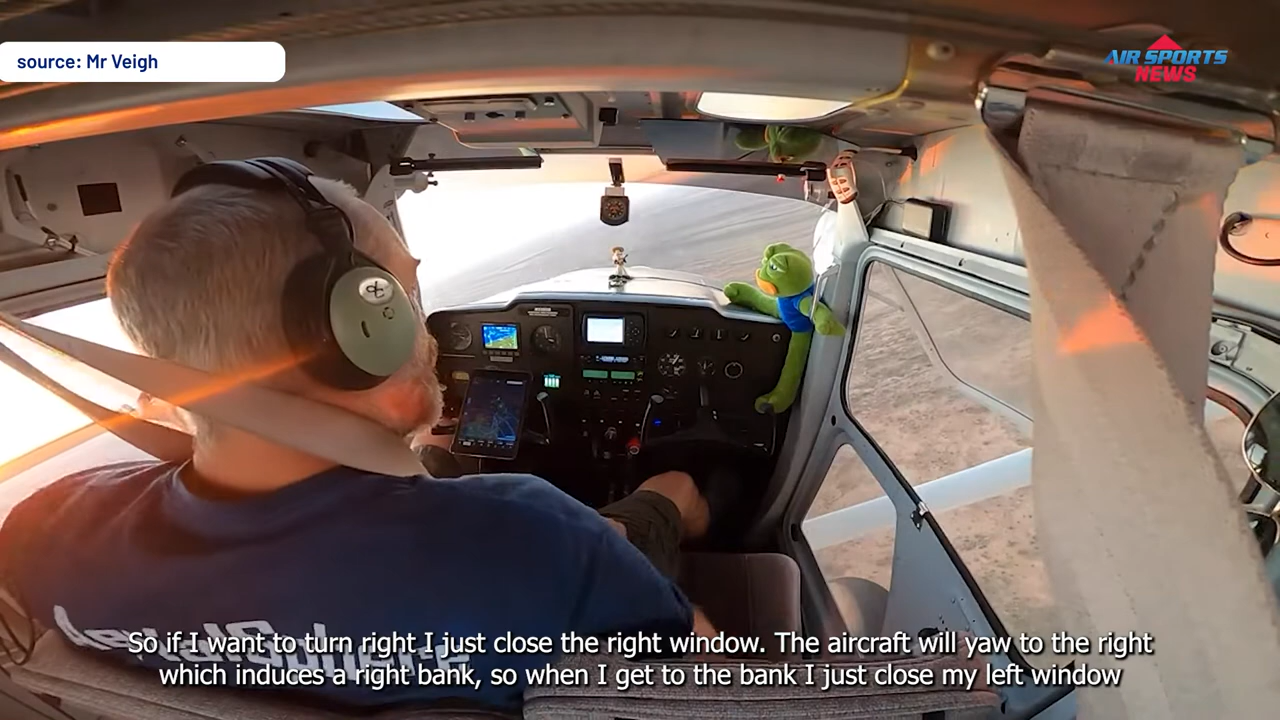 source: Mr Veigh
AIR SPORTS
NEWS
So if I want to turn right I just close the right window. The aircraft will yaw to the right
which induces a right bank, so when I get to the bank I just close my left window